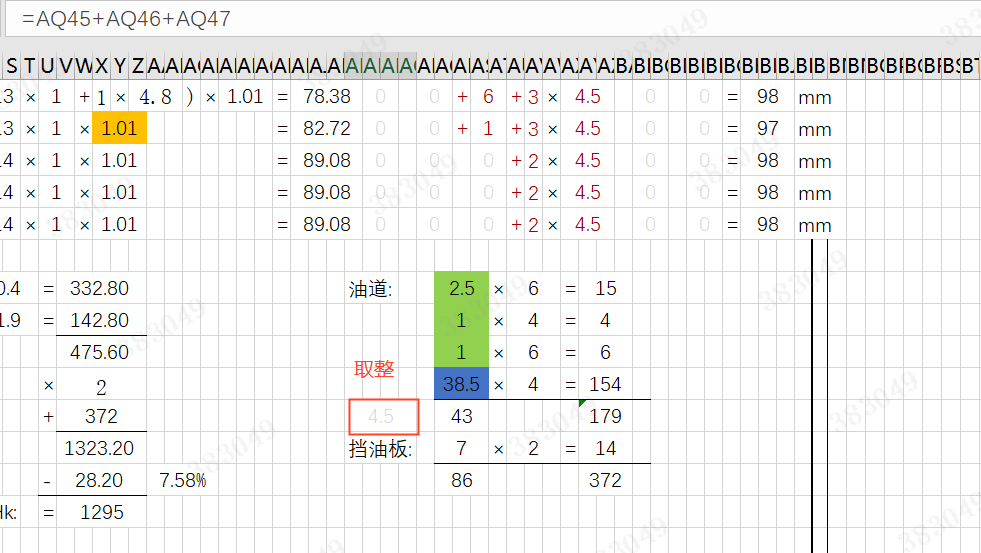 =AQ45+AQ46+AQ47
S T U V W X Y Z
.3 × 1 + 1 × 4.8 ) × 1.01 = 78.38 0 0 + 6 + 3 × 4.5 0 0 = 98 mm
.3 × 1 × 1.01 = 82.72 0 0 + 1 + 3 × 4.5 0 0 = 97 mm
.4 × 1 × 1.01 = 89.08 0 0 0 + 2 × 4.5 0 0 = 98 mm
.4 × 1 × 1.01 = 89.08 0 0 0 + 2 × 4.5 0 0 = 98 mm
.4 × 1 × 1.01 = 89.08 0 0 0 + 2 × 4.5 0 0 = 98 mm
0.4 = 332.80 油道: 2.5 × 6 = 15
1.9 = 142.80 1 × 4 = 4
475.60 1 × 6 = 6
× 2 取整 38.5 × 4 = 154
+ 372 4.5 43 179
1323.20 挡油板: 7 × 2 = 14
- 28.20 7.58% 86 372
Hk: = 1295
383049